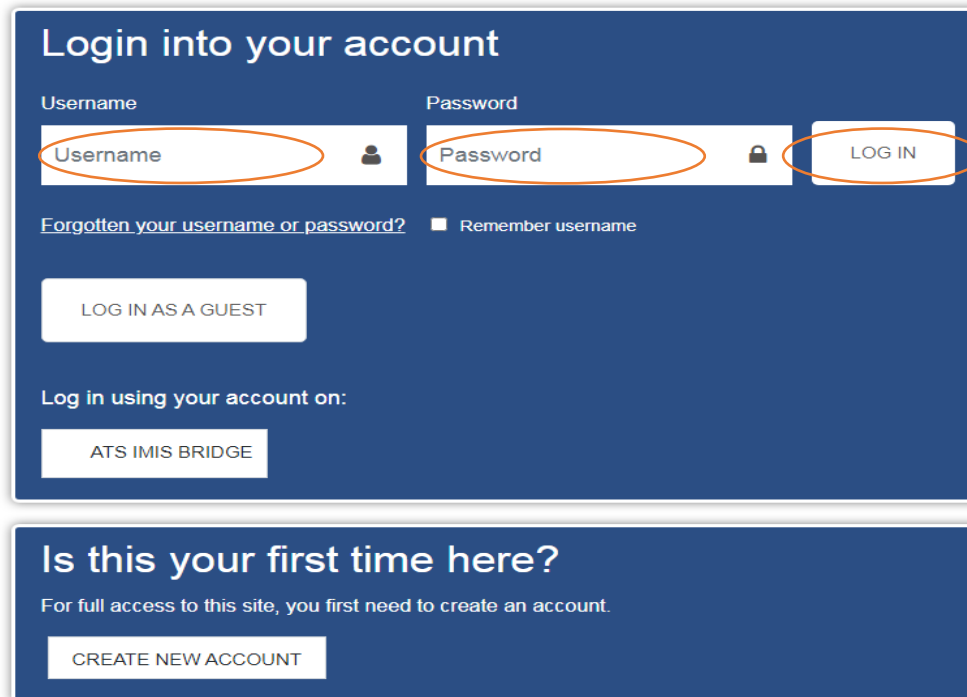 Login into your account
Username Password
Username Password LOG IN
Forgotten your username or password? Remember username
LOG IN AS A GUEST
Log in using your account on:
ATS IMIS BRIDGE
Is this your first time here?
For full access to this site, you first need to create an account.
CREATE NEW ACCOUNT